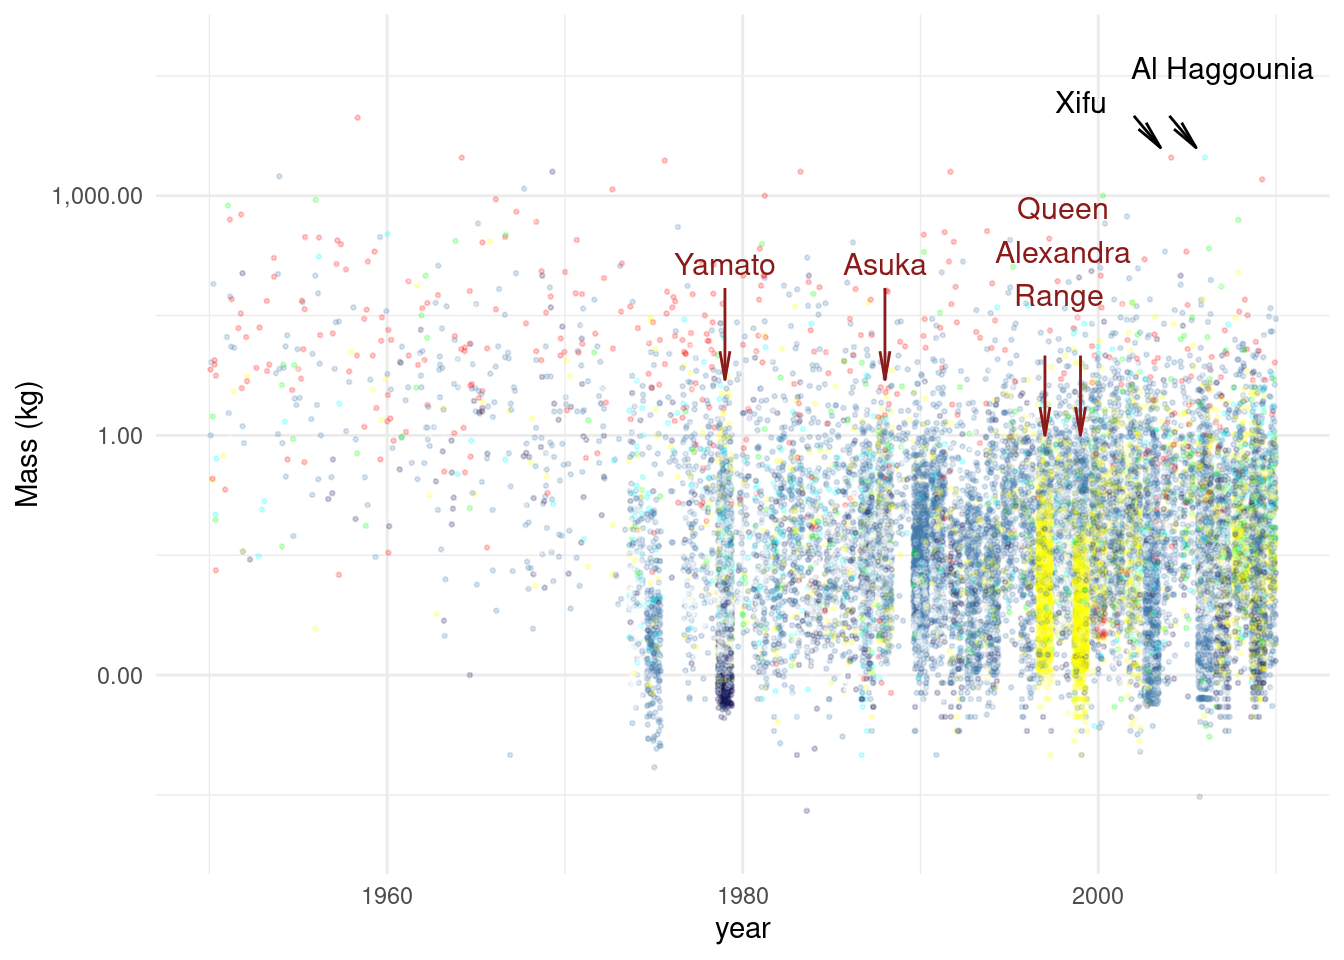 Al Haggounia
Xifu
1,000.00
Queen
Alexandra
Range
Yamato
Asuka
Mass (kg)
1.00
0.00
1960
1980
2000
year